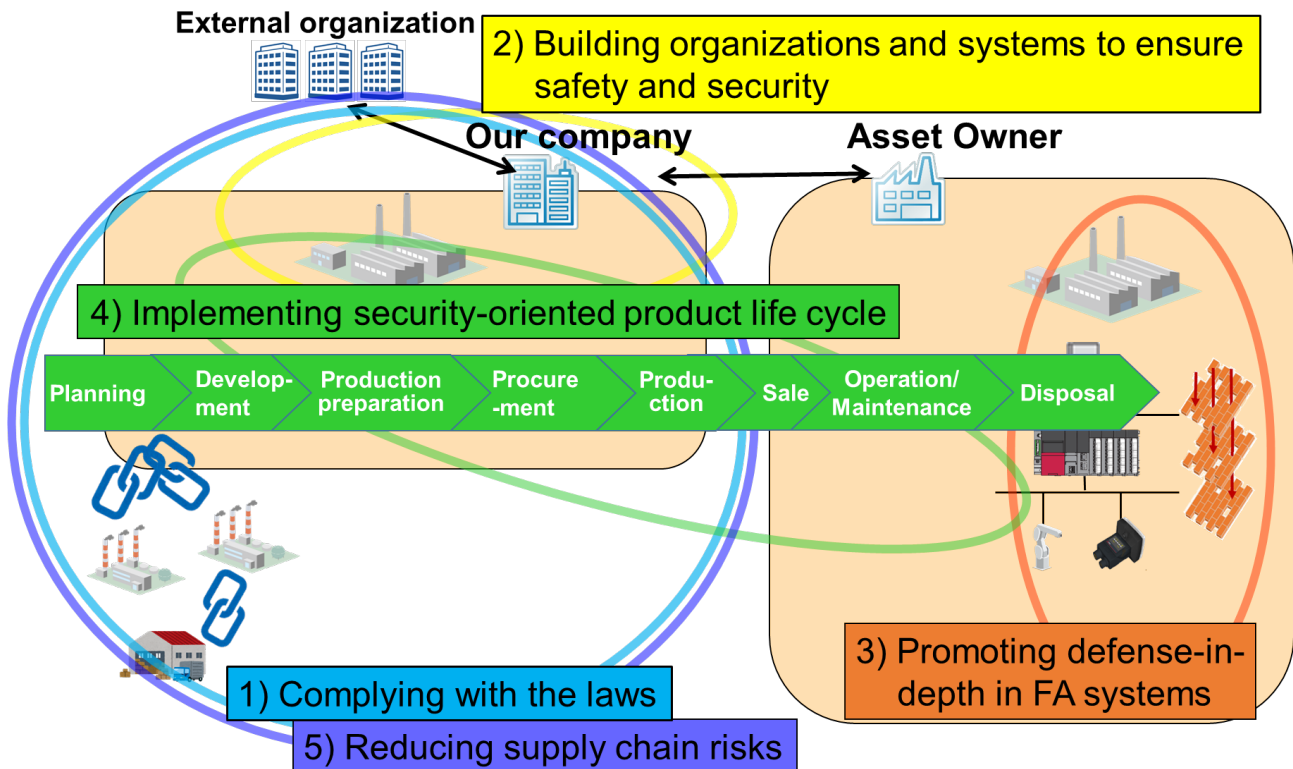 External organization
2) Building organizations and systems to ensure
safety and security
Our company
Asset Owner
4) Implementing security-oriented product life cycle
Planning
Develop-
ment
Production
preparation
Procure
-ment
Produ-
ction
Sale
Operation/
Maintenance
Disposal
3) Promoting defense-in-
depth in FA systems
1) Complying with the laws
5) Reducing supply chain risks